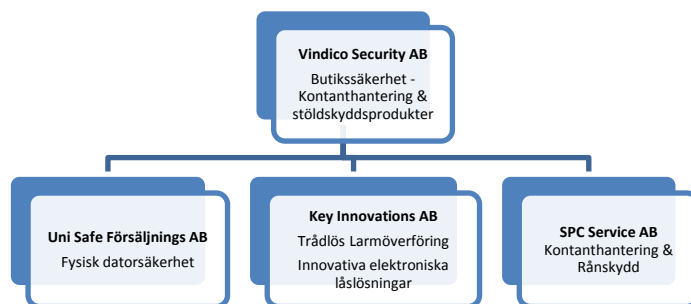 Vindico Security AB
Butikssäkerhet -
Kontanthantering &
stöldskyddsprodukter
Uni Safe Försäljnings AB
Fysisk datorsäkerhet
Key Innovations AB
Trådlös Larmöverföring
Innovativa elektroniska
låslösningar
SPC Service AB
Kontanthantering &
Rånskydd